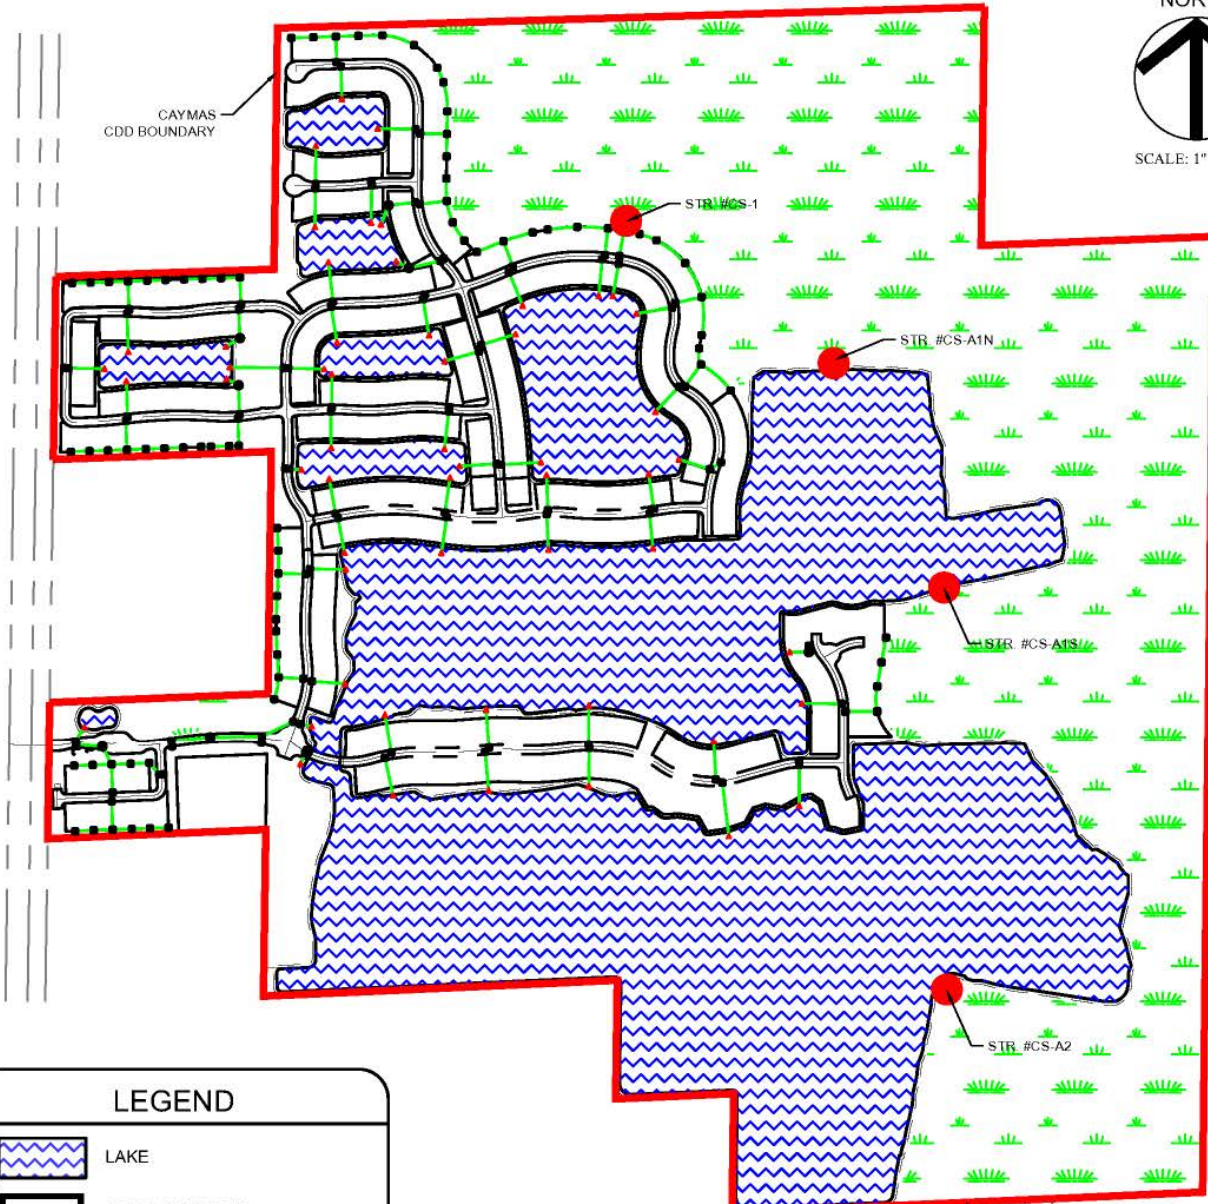 NOR
CAYMAS
CDD BOUNDARY
SCALE: 1"
STR. #CS-1
STR. #CS-A1N
STR. #CS-A1S
STR. #CS-A2
LEGEND
LAKE